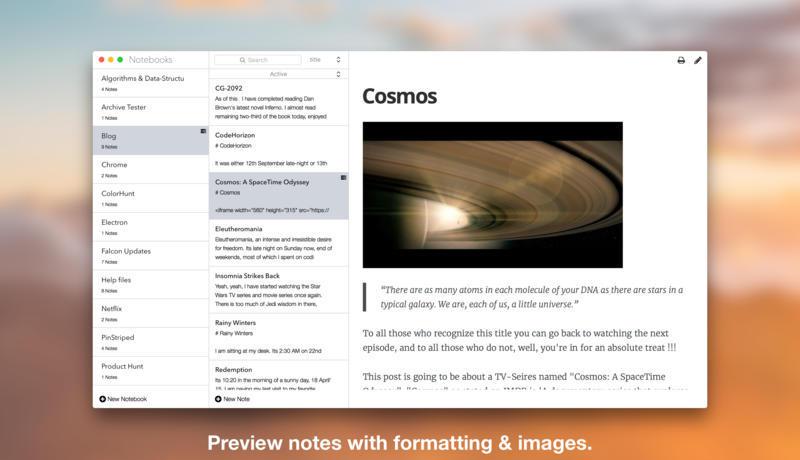 Notebooks
Algorithms & Data-Structu
4 Notes
Archive Tester
1 Notes
Blog
9 Notes
Chrome
2 Notes
ColorHunt
1 Notes
Electron
1 Notes
Falcon Updates
7 Notes
Help files
8 Notes
Netflix
2 Notes
PinStriped
4 Notes
Product Hunt
1 Notes
New Notebook
Search
title
Active
CG-2092
As of this . I have completed reading Dan
Brown's latest novel Inferno. I almost read
remaining two-third of the book today, enjoyed
CodeHorizon
# CodeHorizon
It was either 12th September late-night or 13th
Cosmos: A SpaceTime Odyssey
# Cosmos
<iframe width="560" height="315" src="https://
Eleutheromania
Eleutheromania, an intense and irresistible desire
for freedom. Its late night on Sunday now, end of
weekends, most of which I spent on codi
Insomnia Strikes Back
Yeah, yeah, I have started watching the Star
Wars TV series and movie series once again.
There is too much of Jedi wisdom in there,
Rainy Winters
# Rainy Winters
I am sitting at my desk. Its 2:30 AM on 22nd
Redemption
Its 10:20 in the morning of a sunny day, 18 April'
15. I am paying my last visit to my favorite
New Note
Cosmos
“There are as many atoms in each molecule of your DNA as there are stars in a
typical galaxy. We are, each of us, a little universe.”
To all those who recognize this title you can go back to watching the next
episode, and to all those who do not, well, you're in for an absolute treat !!!
This post is going to be about a TV-Seires named "Cosmos: A SpaceTime
Preview notes with formatting & images.